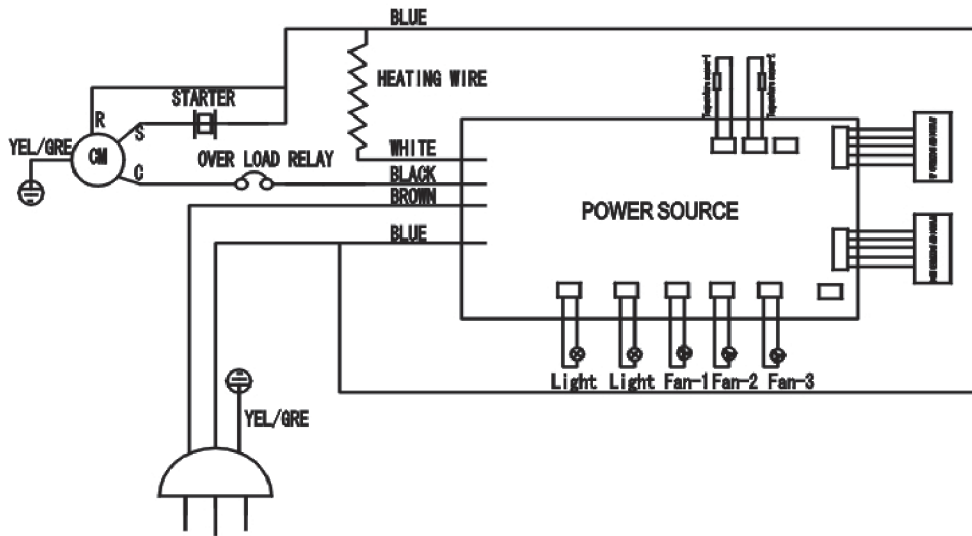 BLUE
HEATING WIRE
STARTER
R
S
YEL/GRE
CM
C
OVER LOAD RELAY
WHITE
BLACK
BROWN
BLUE
POWER SOURCE
Light
Light
Fan-1
Fan-2
Fan-3
YEL/GRE